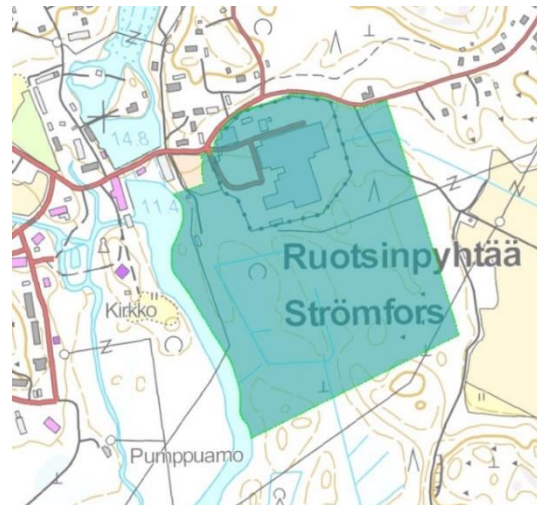 14,8
11,4
Ruotsinpyhtää
Strömfors
Kirkko
Pumppuamo